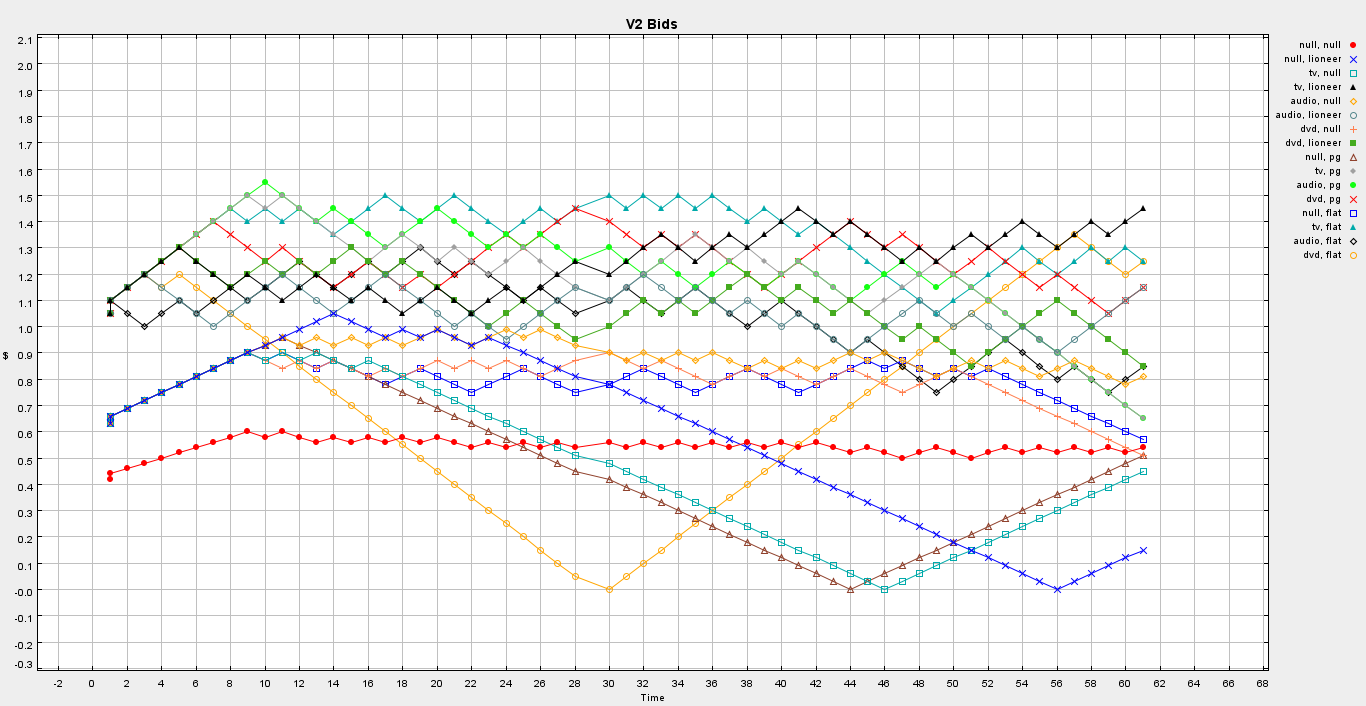 V2 Bids
2.1
2.0
1.9
1.8
1.7
1.6
1.5
1.4
1.3
1.2
1.1
1.0
0.9
$
0.8
0.7
0.6
0.5
0.4
0.3
0.2
0.1
-0.0
-0.1
-0.2
-0.3
-2 0 2 4 6 8 10 12 14 16 18 20 22 24 26 28 30 32 34 36 38 40 42 44 46 48 50 52 54 56 58 60 62 64 66 68
Time
null, null
null, lioneer
tv, null
tv, lioneer
audio, null
audio, lioneer
dvd, null
dvd, lioneer
null, pg
tv, pg
audio, pg
dvd, pg
null, flat
tv, flat
audio, flat
dvd, flat